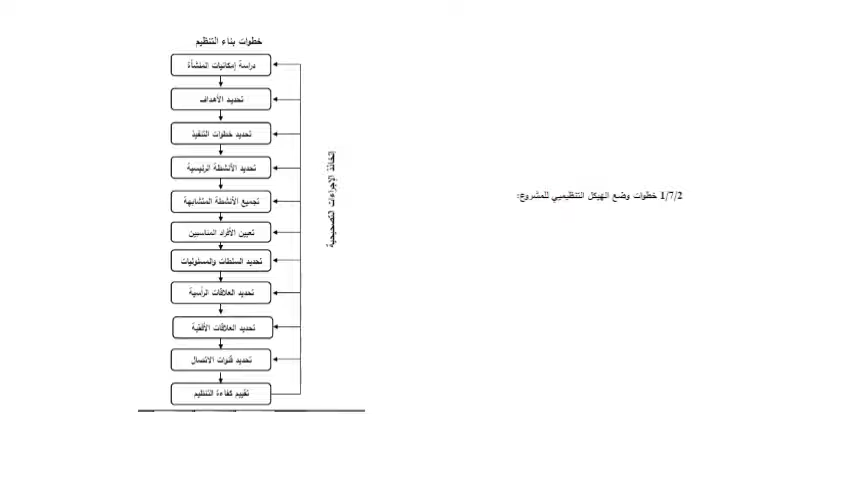 1/7/2 خطوات وضع الهيكل التنظيمي للمشروع:
خطوات بناء التنظيم
دراسة إمكانيات المنشأة
تحديد الأهداف
تحديد خطوات التنفيذ
تحديد الأنشطة الرئيسية
تجميع الأنشطة المتشابهة
تعيين الأفراد المناسبين
تحديد السلطات والمسئوليات
تحديد العلاقات الرأسية
تحديد العلاقات الأفقية
تحديد قنوات الاتصال
تقييم كفاءة التنظيم
إتخاذ الإجراءات التصحيحية